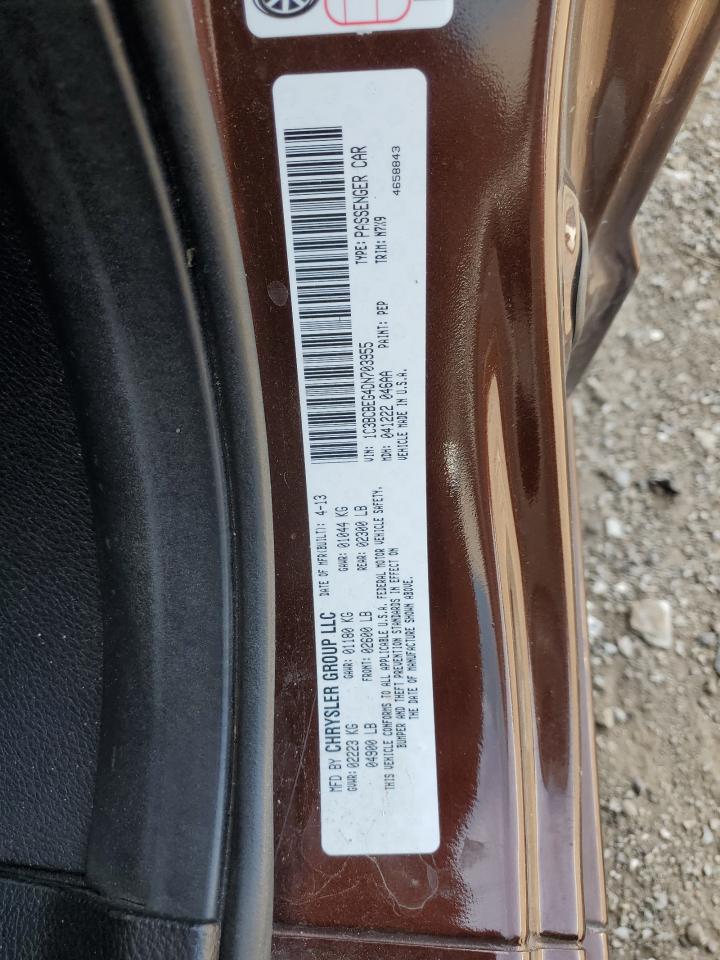 MFD BY CHRYSLER GROUP LLC DATE OF MFR(BUILT): 4-13
GVWR: 02223 KG GAWR: 01180 KG GAWR: 01044 KG
04900 LB FRONT: 02600 LB REAR: 02300 LB
THIS VEHICLE CONFORMS TO ALL APPLICABLE U.S.A. FEDERAL MOTOR VEHICLE SAFETY,
BUMPER AND THEFT PREVENTION STANDARDS IN EFFECT ON
THE DATE OF MANUFACTURE SHOWN ABOVE.
VIN: 1C3BCBEG4DN703955 TYPE: PASSENGER CAR
MDH: 041222 046AA PAINT: PEP TRIM: N7X9
VEHICLE MADE IN U.S.A. 4658843